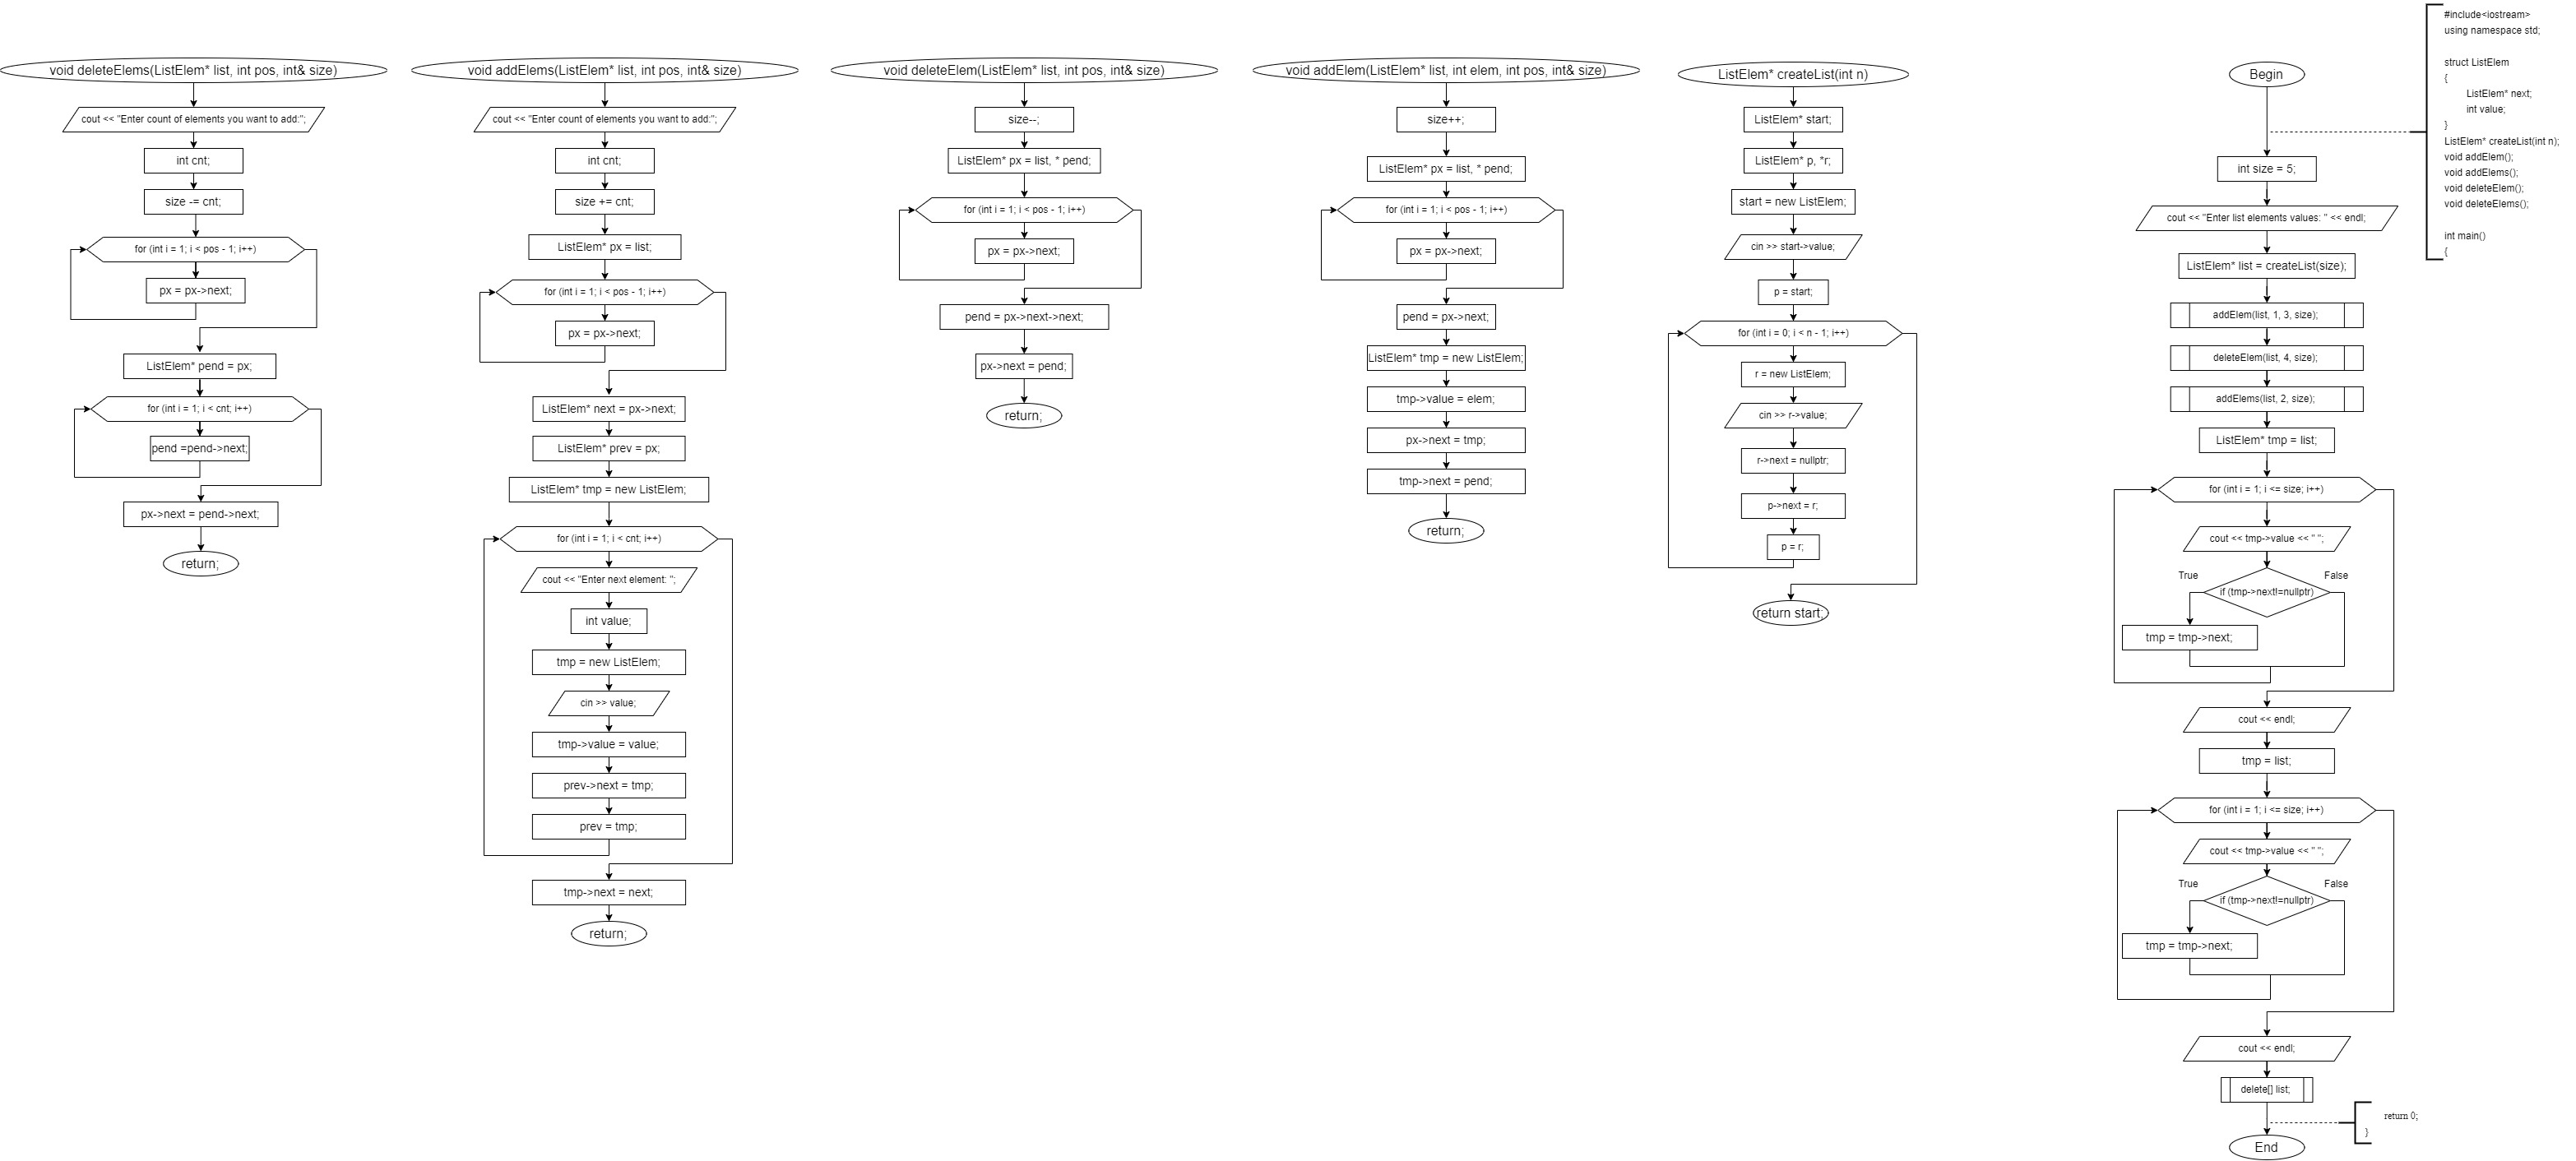 void deleteElems(ListElem* list, int pos, int& size)
cout << "Enter count of elements you want to add:";
int cnt;
size -= cnt;
for (int i = 1; i < pos - 1; i++)
px = px->next;
ListElem* pend = px;
for (int i = 1; i < cnt; i++)
pend =pend->next;
px->next = pend->next;
return;
void addElems(ListElem* list, int pos, int& size)
cout << "Enter count of elements you want to add:";
int cnt;
size += cnt;
ListElem* px = list;
for (int i = 1; i < pos - 1; i++)
px = px->next;
ListElem* next = px->next;
ListElem* prev = px;
ListElem* tmp = new ListElem;
for (int i = 1; i < cnt; i++)
cout << "Enter next element: ";
int value;
tmp = new ListElem;
cin >> value;
tmp->value = value;
prev->next = tmp;
prev = tmp;
tmp->next = next;
return;
void deleteElem(ListElem* list, int pos, int& size)
size--;
ListElem* px = list, * pend;
for (int i = 1; i < pos - 1; i++)
px = px->next;
pend = px->next->next;
px->next = pend;
return;
void addElem(ListElem* list, int elem, int pos, int& size)
size++;
ListElem* px = list, * pend;
for (int i = 1; i < pos - 1; i++)
px = px->next;
pend = px->next;
ListElem* tmp = new ListElem;
tmp->value = elem;
px->next = tmp;
tmp->next = pend;
return;
ListElem* createList(int n)
ListElem* start;
ListElem* p, *r;
start = new ListElem;
cin >> start->value;
p = start;
for (int i = 0; i < n - 1; i++)
r = new ListElem;
cin >> r->value;
r->next = nullptr;
p->next = r;
p = r;
return start;
Begin
#include<iostream>
using namespace std;
struct ListElem
{
ListElem* next;
int value;
}
ListElem* createList(int n);
void addElem();
void addElems();
void deleteElem();
void deleteElems();
int main()
{
int size = 5;
cout << "Enter list elements values: " << endl;
ListElem* list = createList(size);
addElem(list, 1, 3, size);
deleteElem(list, 4, size);
addElems(list, 2, size);
ListElem* tmp = list;
for (int i = 1; i <= size; i++)
cout << tmp->value << " ";
True
False
if (tmp->next!=nullptr)
tmp = tmp->next;
cout << endl;
tmp = list;
for (int i = 1; i <= size; i++)
cout << tmp->value << " ";
True
False
if (tmp->next!=nullptr)
tmp = tmp->next;
cout << endl;
delete[] list;
return 0;
}
End